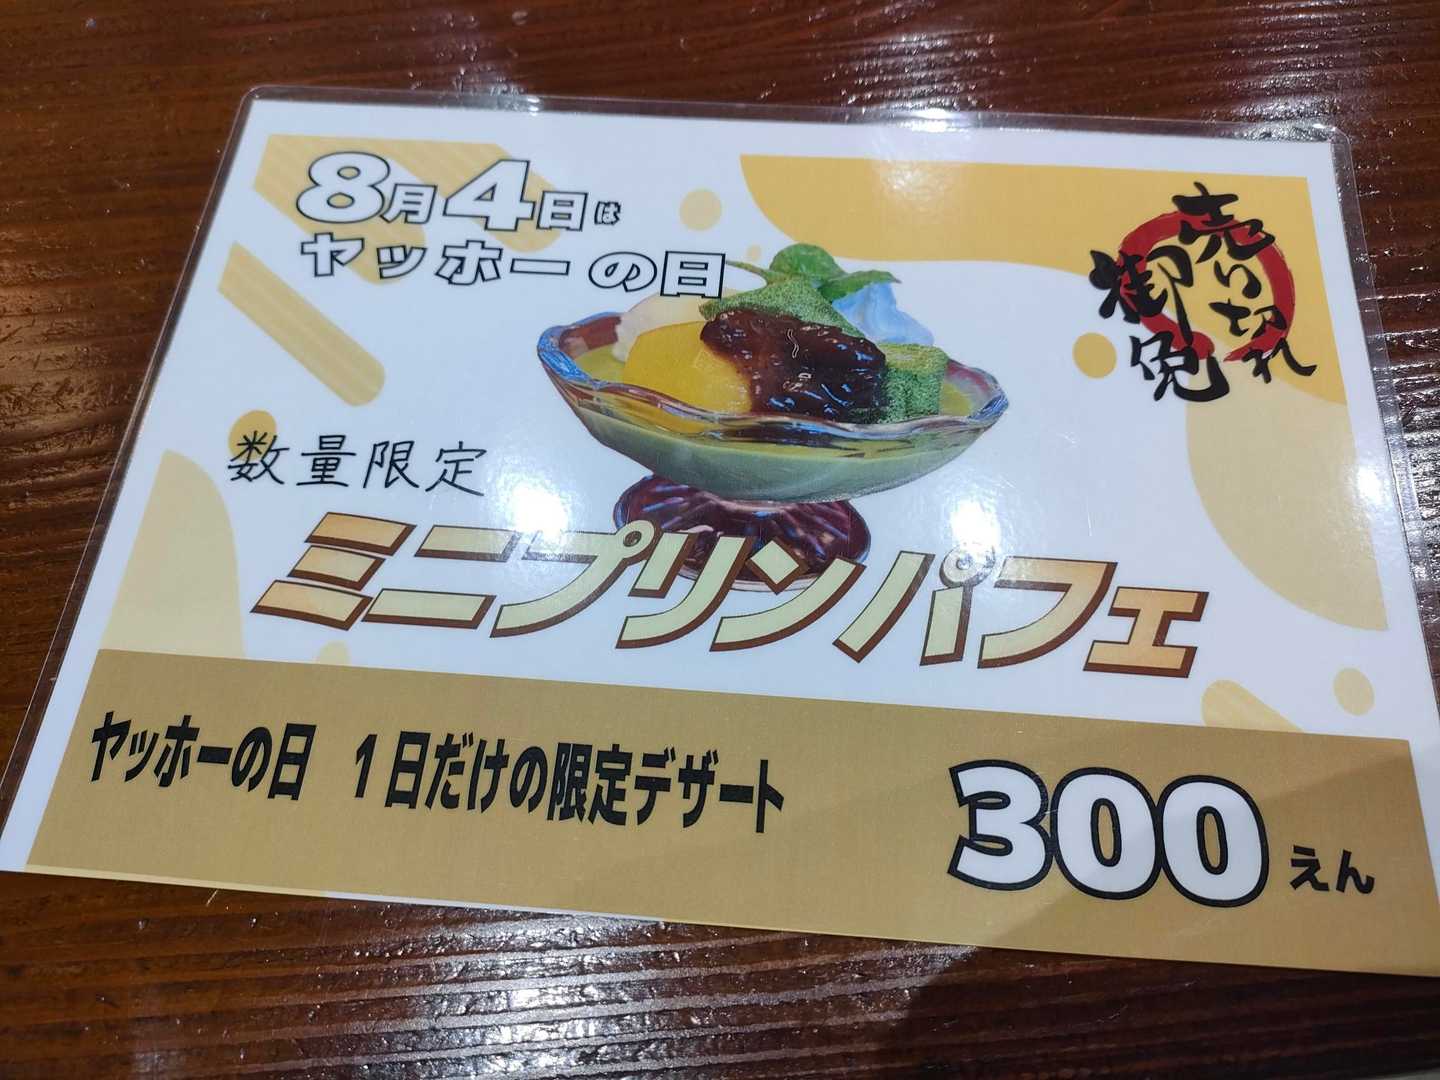 8月4日は
ヤッホーの日
売り切れ
御免
数量限定
ミニプリンパフェ
ヤッホーの日 1日だけの限定デザート
300えん